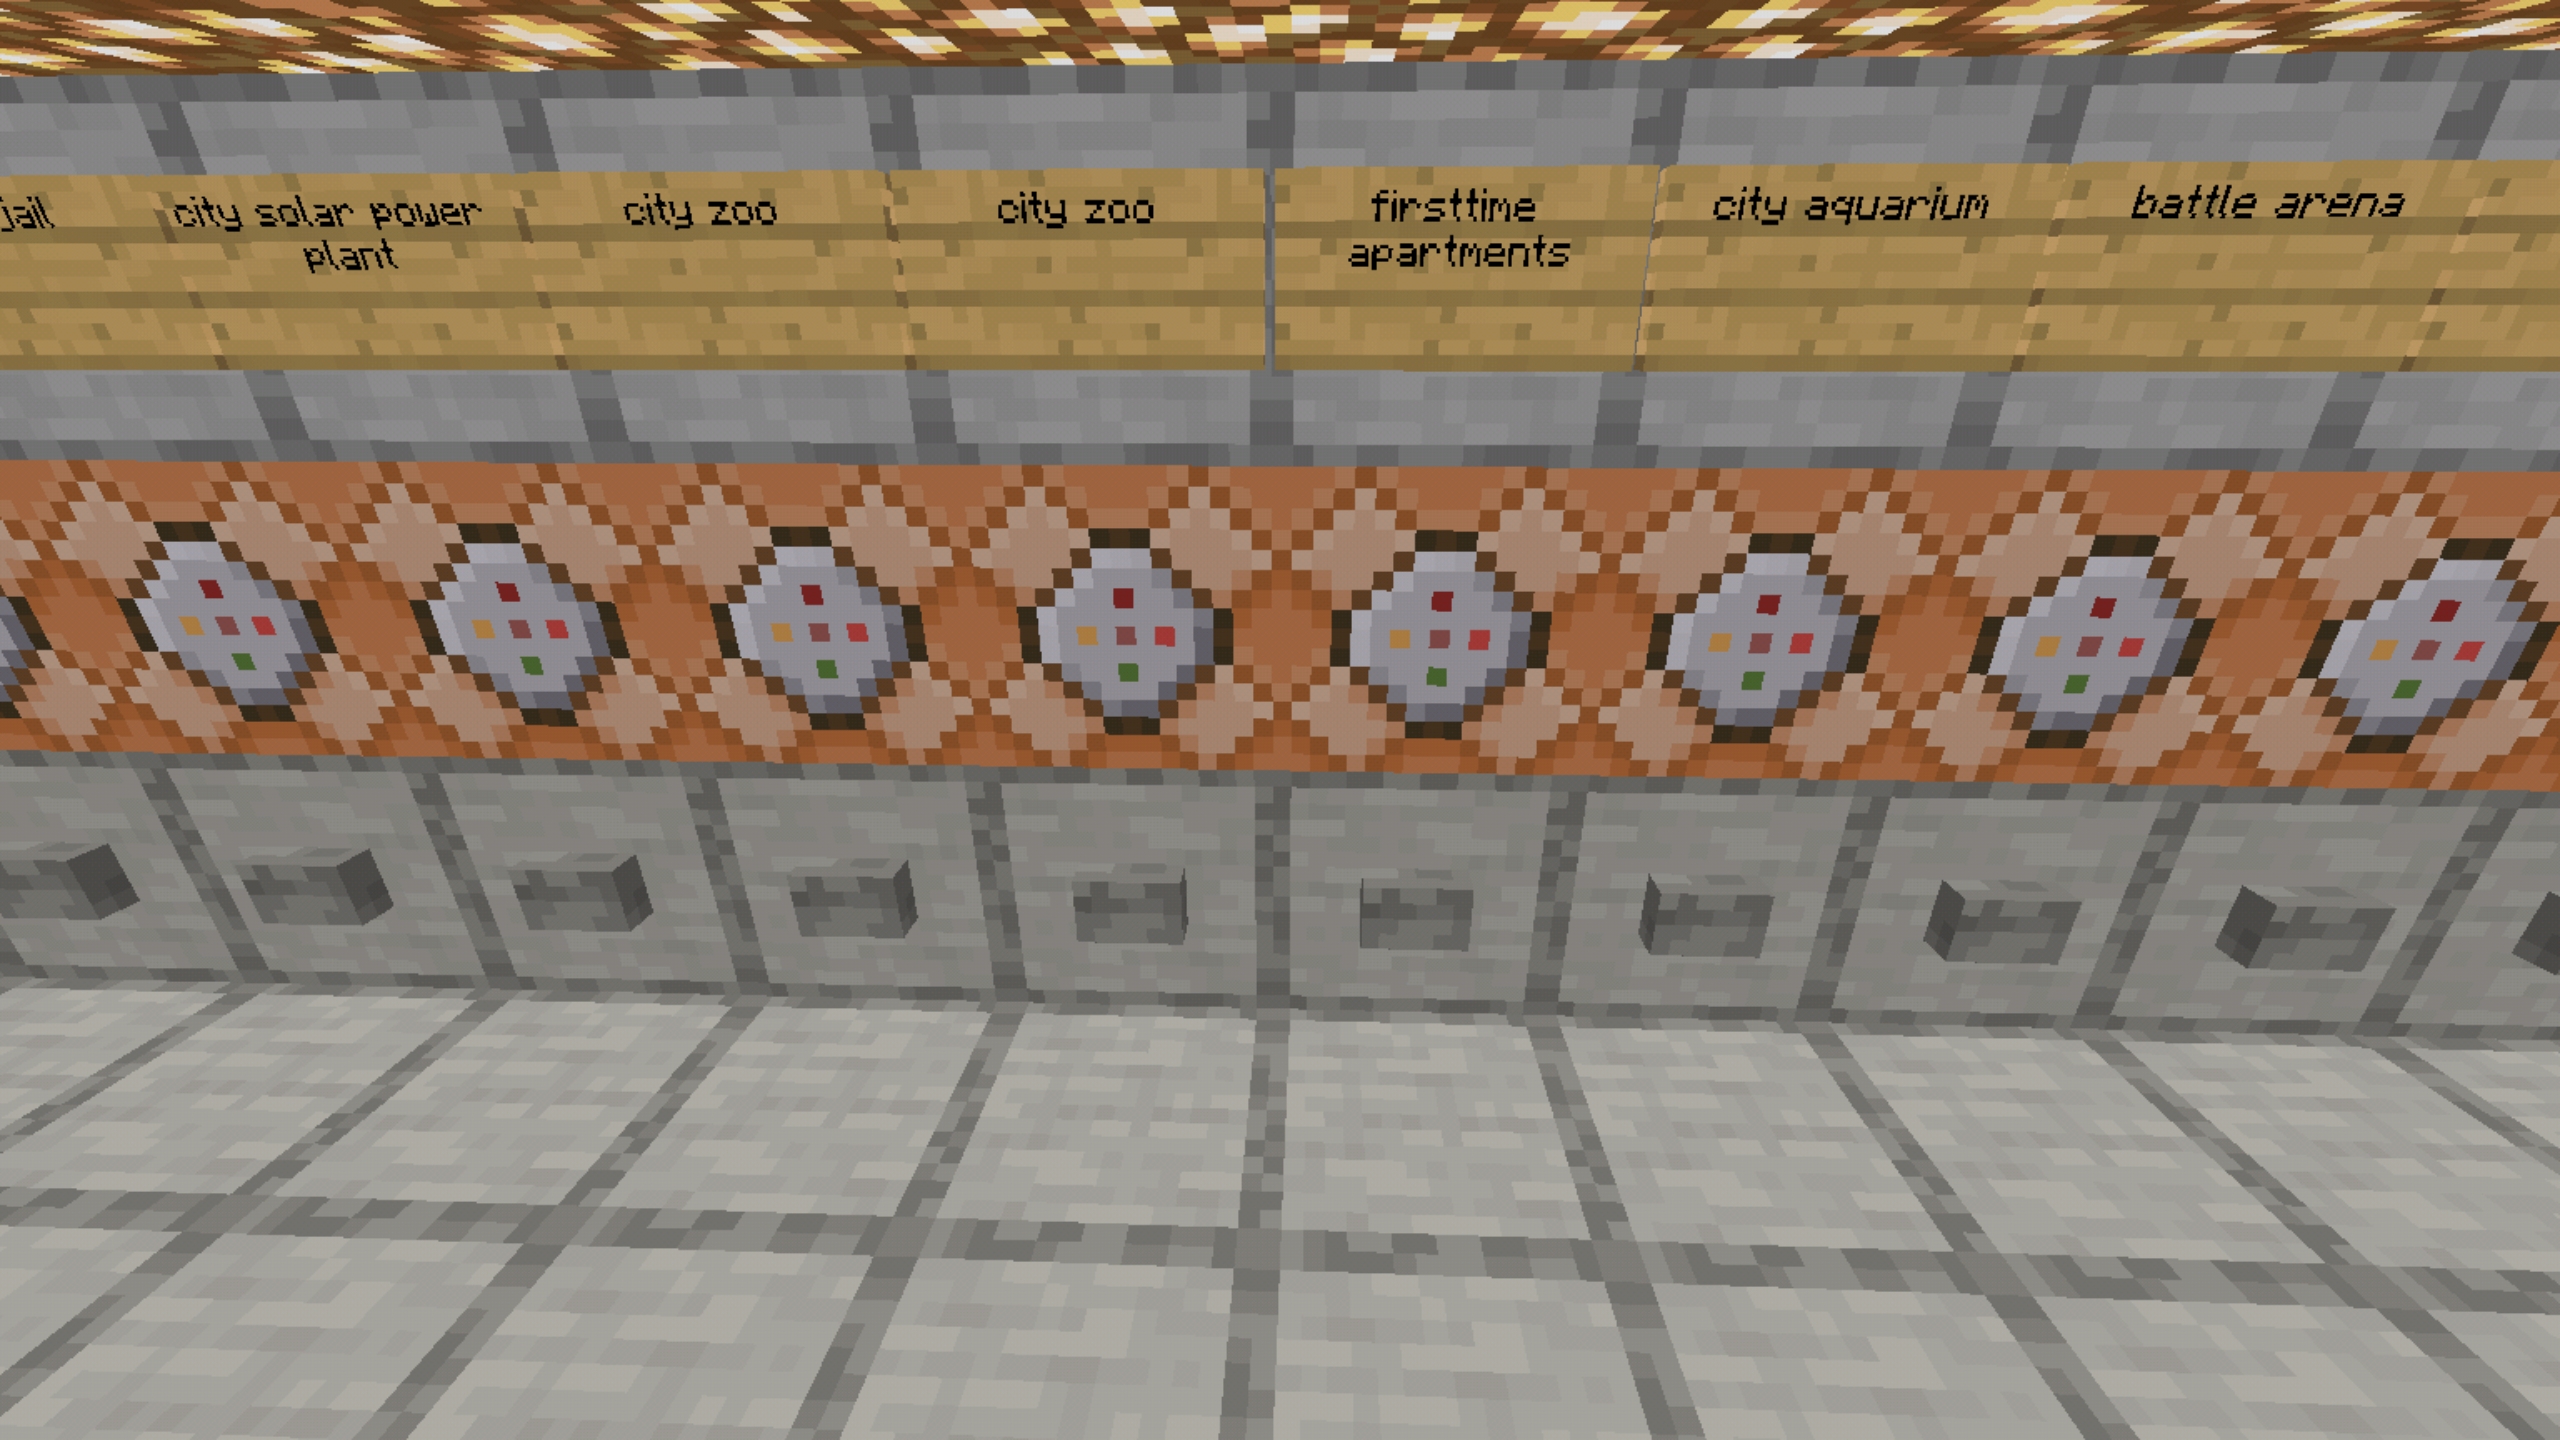 jail
city solar power
plant
city zoo
city zoo
firsttime
apartments
city aquarium
battle arena